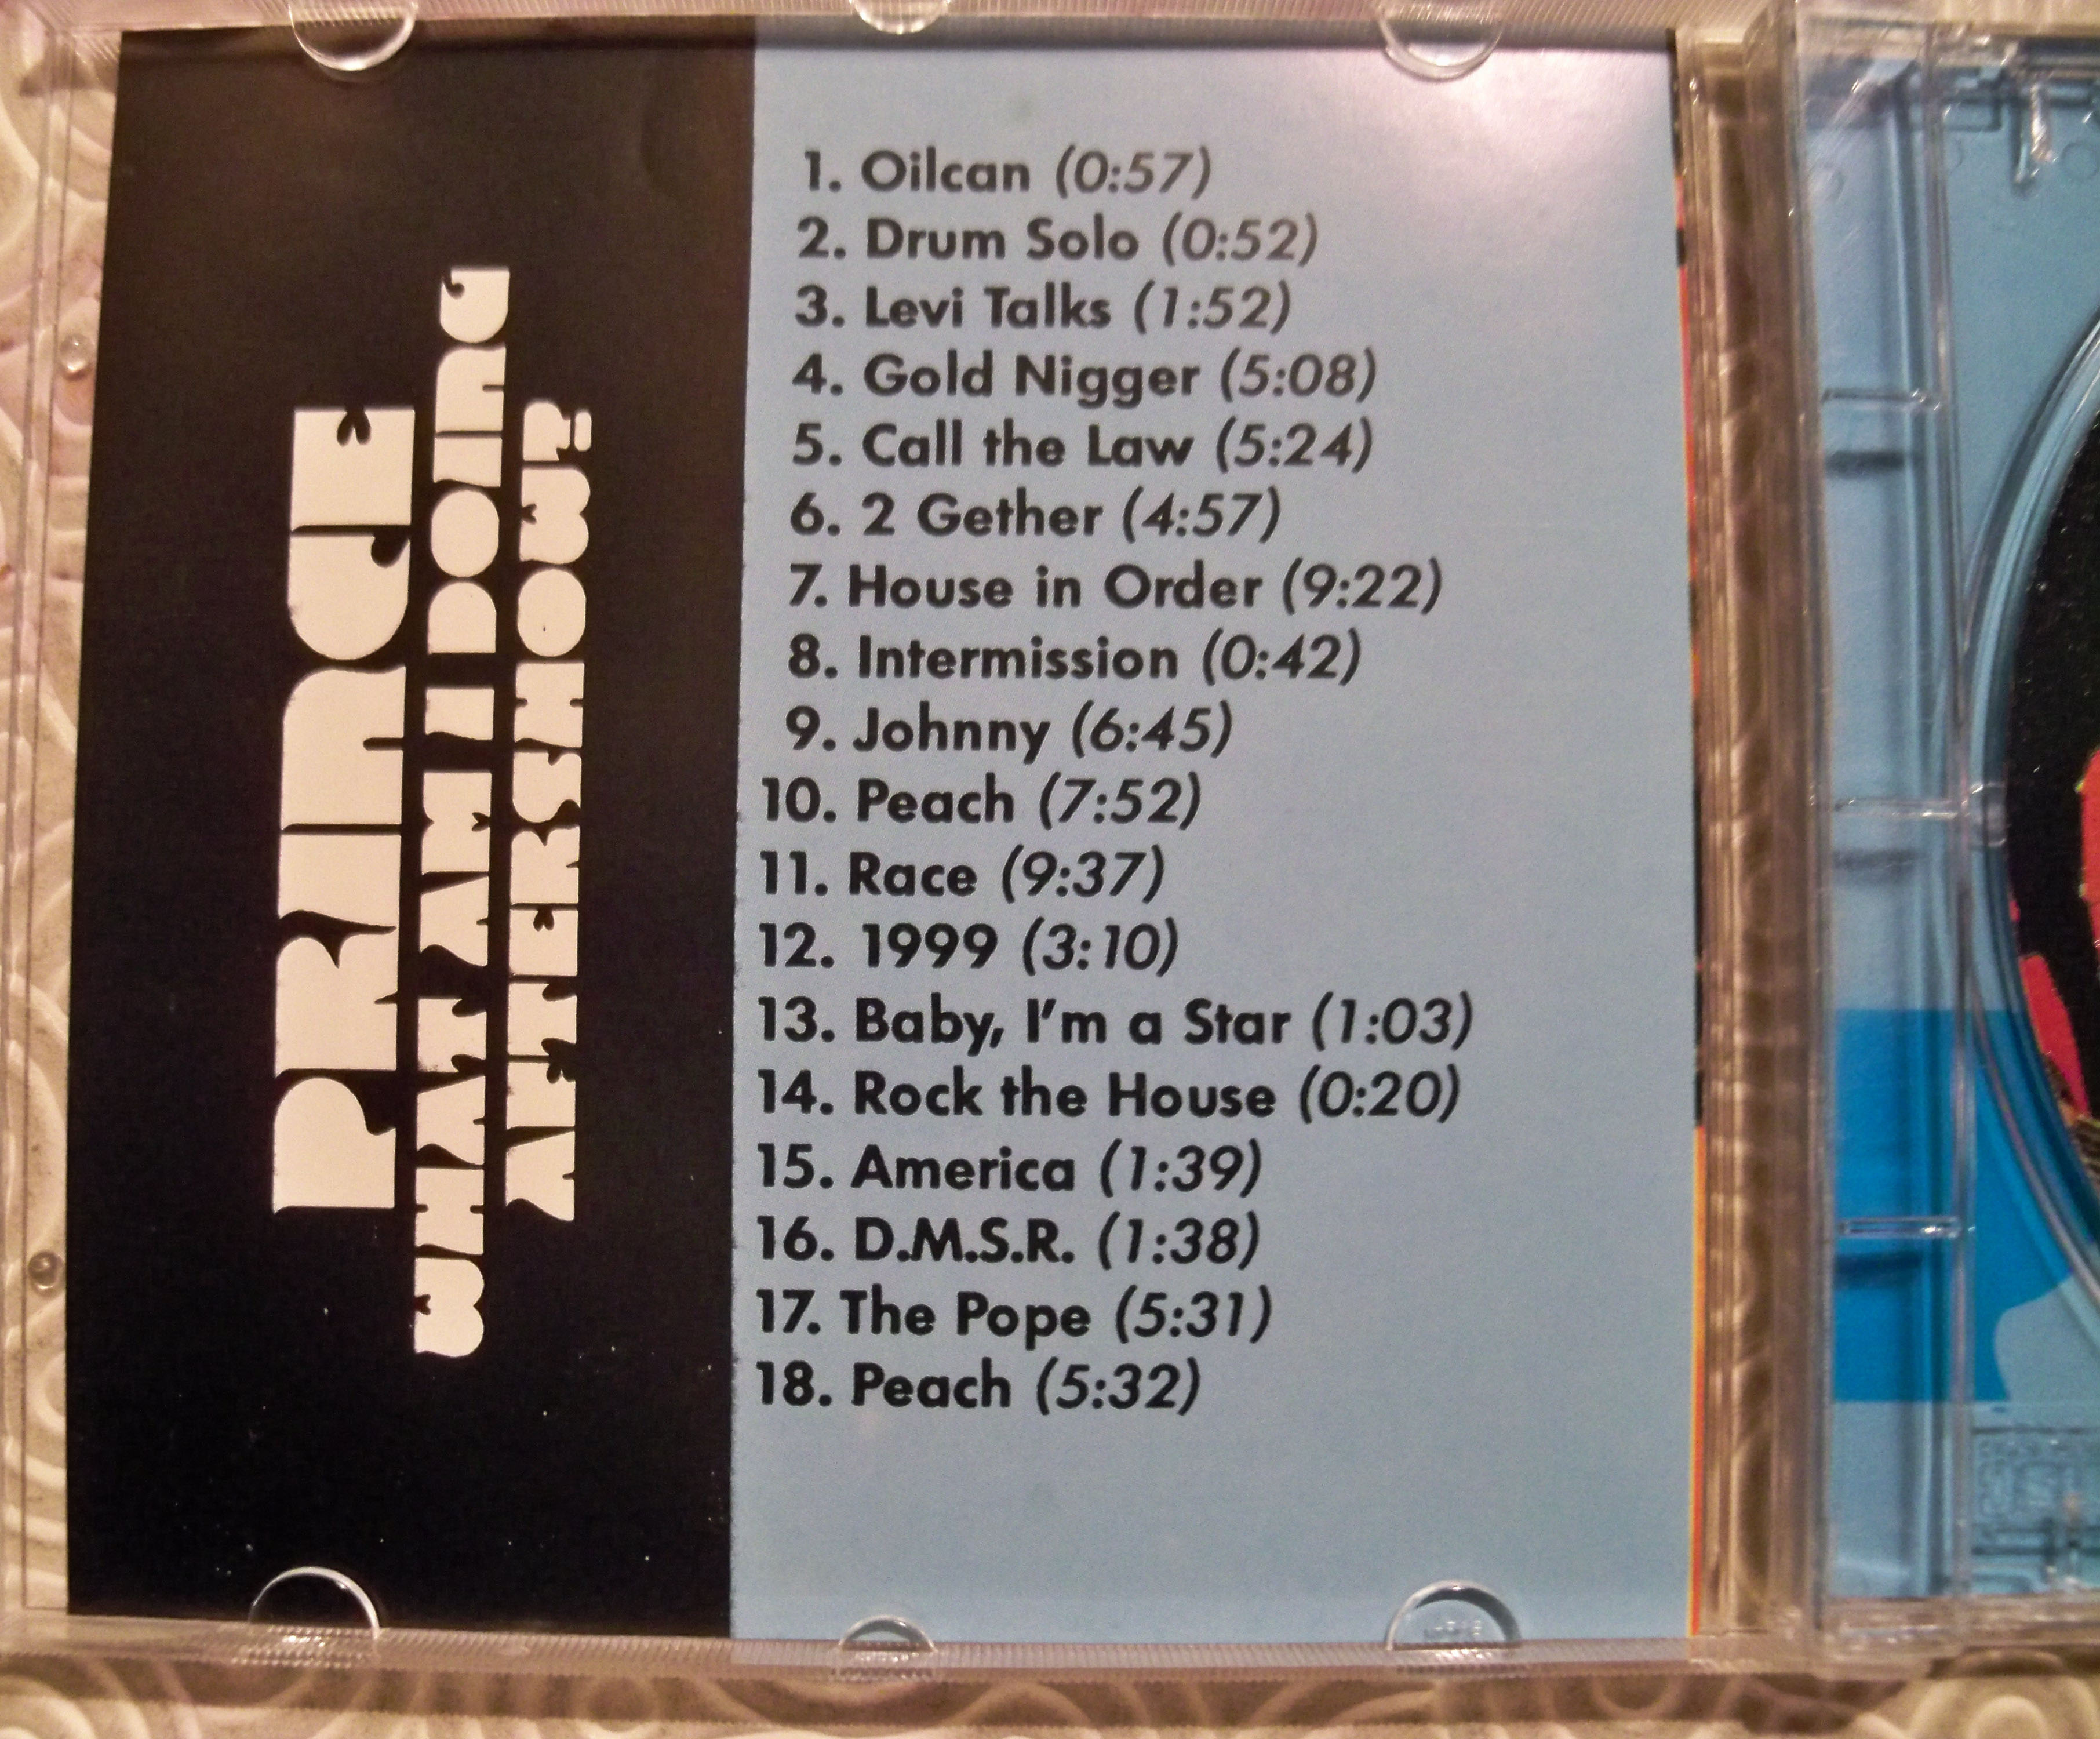 PRINCE
WHAT AM I DOING
AFTERSHOW?
1. Oilcan (0:57)
2. Drum Solo (0:52)
3. Levi Talks (1:52)
4. Gold Nigger (5:08)
5. Call the Law (5:24)
6. 2 Gether (4:57)
7. House in Order (9:22)
8. Intermission (0:42)
9. Johnny (6:45)
10. Peach (7:52)
11. Race (9:37)
12. 1999 (3:10)
13. Baby, I'm a Star (1:03)
14. Rock the House (0:20)
15. America (1:39)
16. D.M.S.R. (1:38)
17. The Pope (5:31)
18. Peach (5:32)